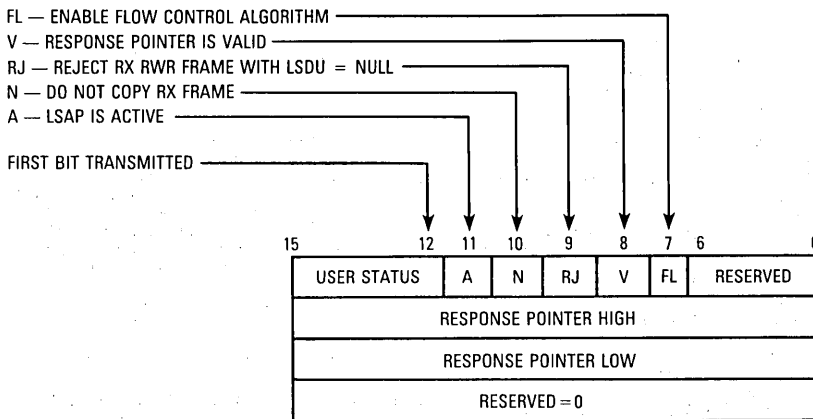 FL — ENABLE FLOW CONTROL ALGORITHM
V — RESPONSE POINTER IS VALID
RJ — REJECT RX RWR FRAME WITH LSDU = NULL
N — DO NOT COPY RX FRAME
A — LSAP IS ACTIVE
FIRST BIT TRANSMITTED
15 12 11 10 9 8 7 6
USER STATUS A N RJ V FL RESERVED
RESPONSE POINTER HIGH
RESPONSE POINTER LOW
RESERVED = 0